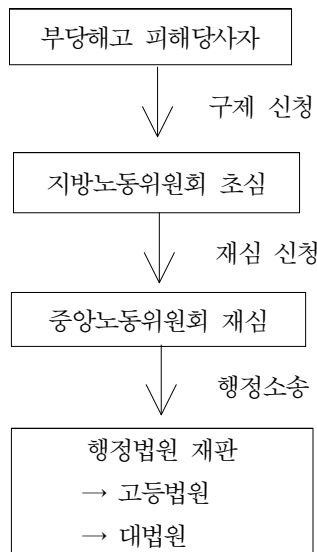 부당해고 피해당사자
구제 신청
지방노동위원회 초심
재심 신청
중앙노동위원회 재심
행정소송
행정법원 재판
→ 고등법원
→ 대법원